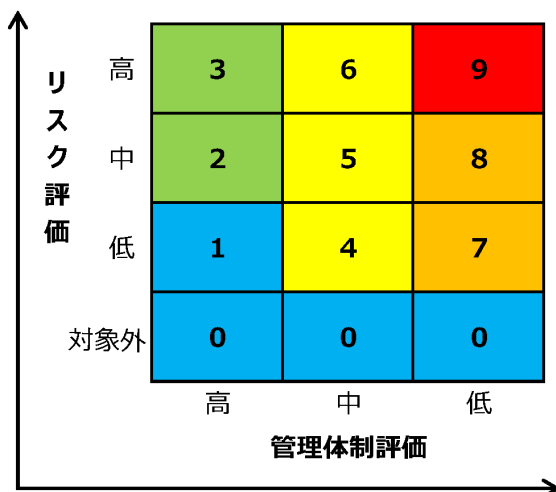 リスク評価
高 3 6 9
中 2 5 8
低 1 4 7
対象外 0 0 0
高 中 低
管理体制評価